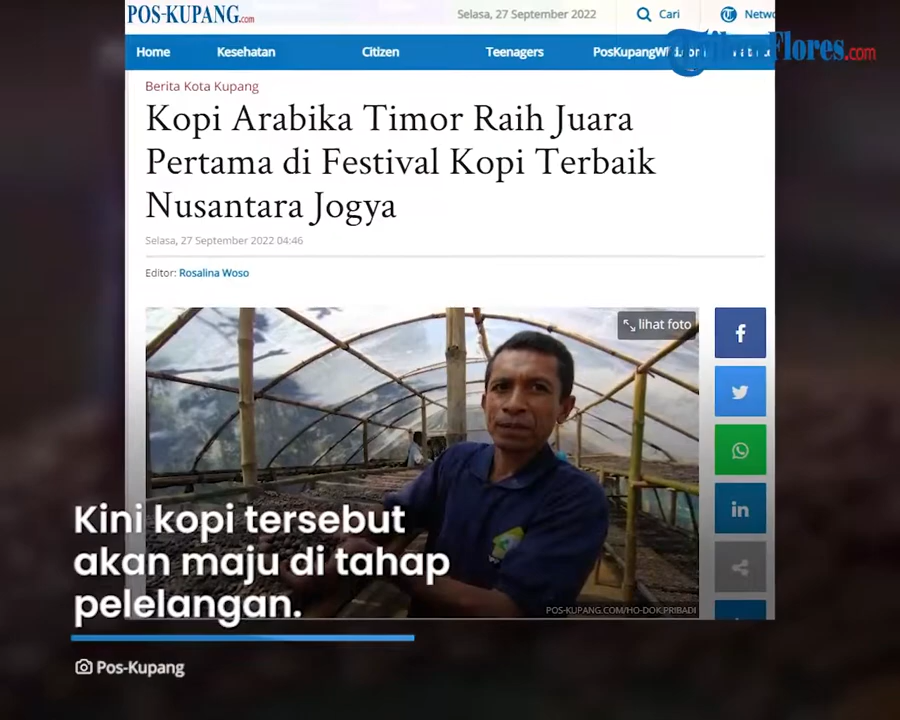 POS-KUPANG.com
Selasa, 27 September 2022
Cari
Home
Kesehatan
Citizen
Teenagers
TribunFlores.com
Berita Kota Kupang
Kopi Arabika Timor Raih Juara
Pertama di Festival Kopi Terbaik
Nusantara Jogya
Selasa, 27 September 2022 04:46
Editor: Rosalina Woso
lihat foto
f
in
Kini kopi tersebut
akan maju di tahap
pelelangan.
POS-KUPANG.COM/HO-DOK.PRIBADI
Pos-Kupang